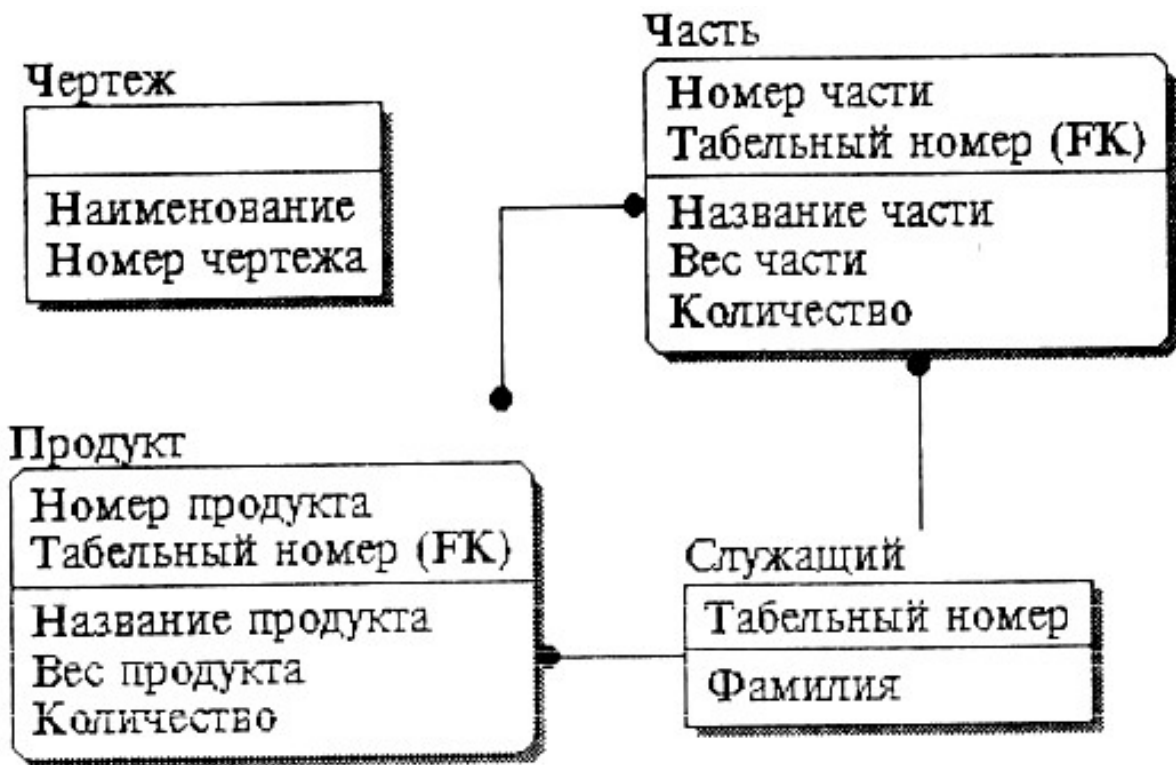 Чертеж
Наименование
Номер чертежа
Часть
Номер части
Табельный номер (FK)
Название части
Вес части
Количество
Продукт
Номер продукта
Табельный номер (FK)
Название продукта
Вес продукта
Количество
Служащий
Табельный номер
Фамилия